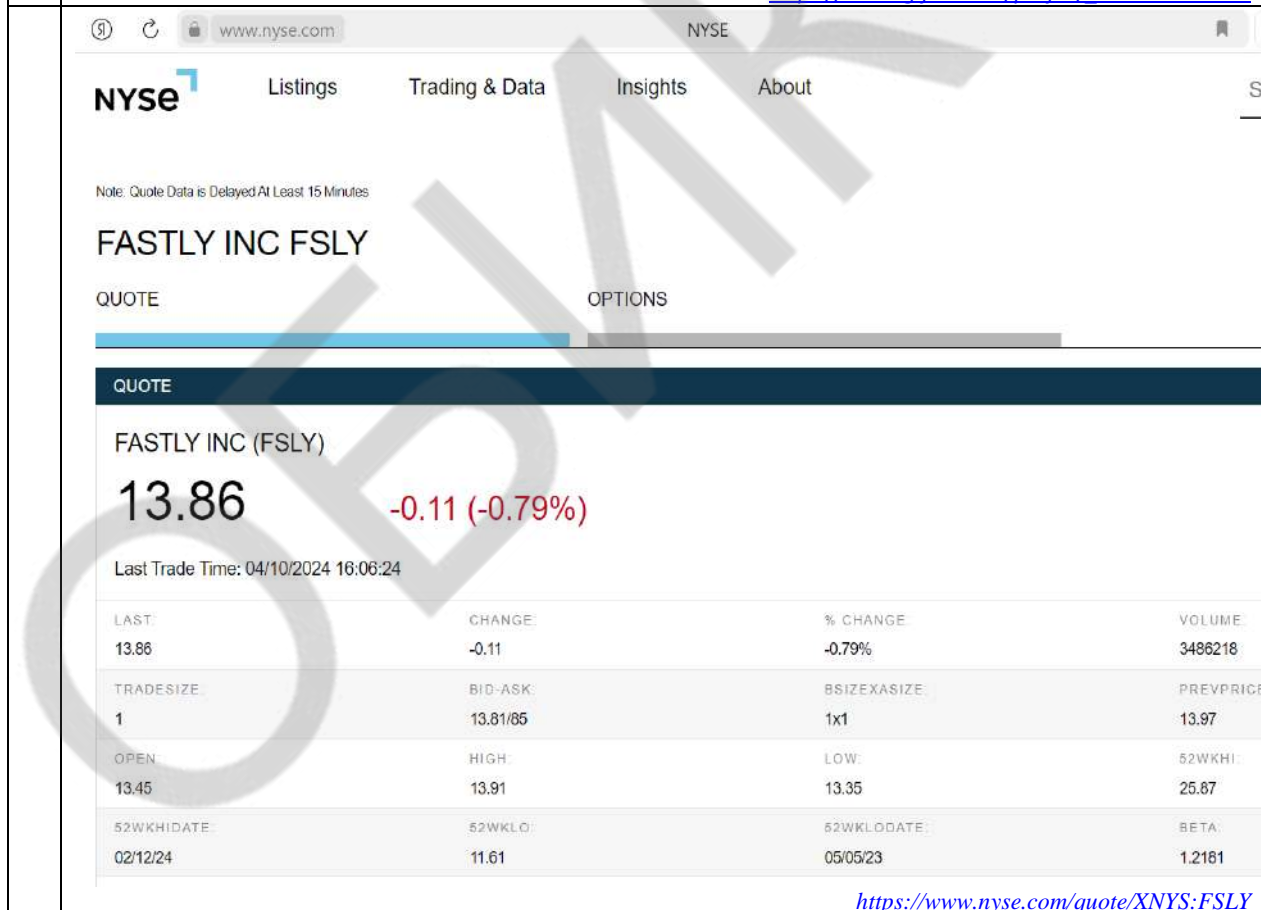 www.nyse.com NYSE
NYSE Listings Trading & Data Insights About S
Note: Quote Data is Delayed At Least 15 Minutes
FASTLY INC FSLY
QUOTE OPTIONS
QUOTE
FASTLY INC (FSLY)
13.86 -0.11 (-0.79%)
Last Trade Time: 04/10/2024 16:06:24
LAST: CHANGE: % CHANGE: VOLUME:
13.86 -0.11 -0.79% 3486218
TRADESIZE: BID-ASK: BSIZEXASIZE: PREVPRICE
1 13.81/85 1x1 13.97
OPEN: HIGH: LOW: 52WKHI:
13.45 13.91 13.35 25.87
52WKHIDATE: 52WKLO: 52WKLODATE: BETA:
02/12/24 11.61 05/05/23 1.2181
https://www.nyse.com/quote/XNYS:FSLY